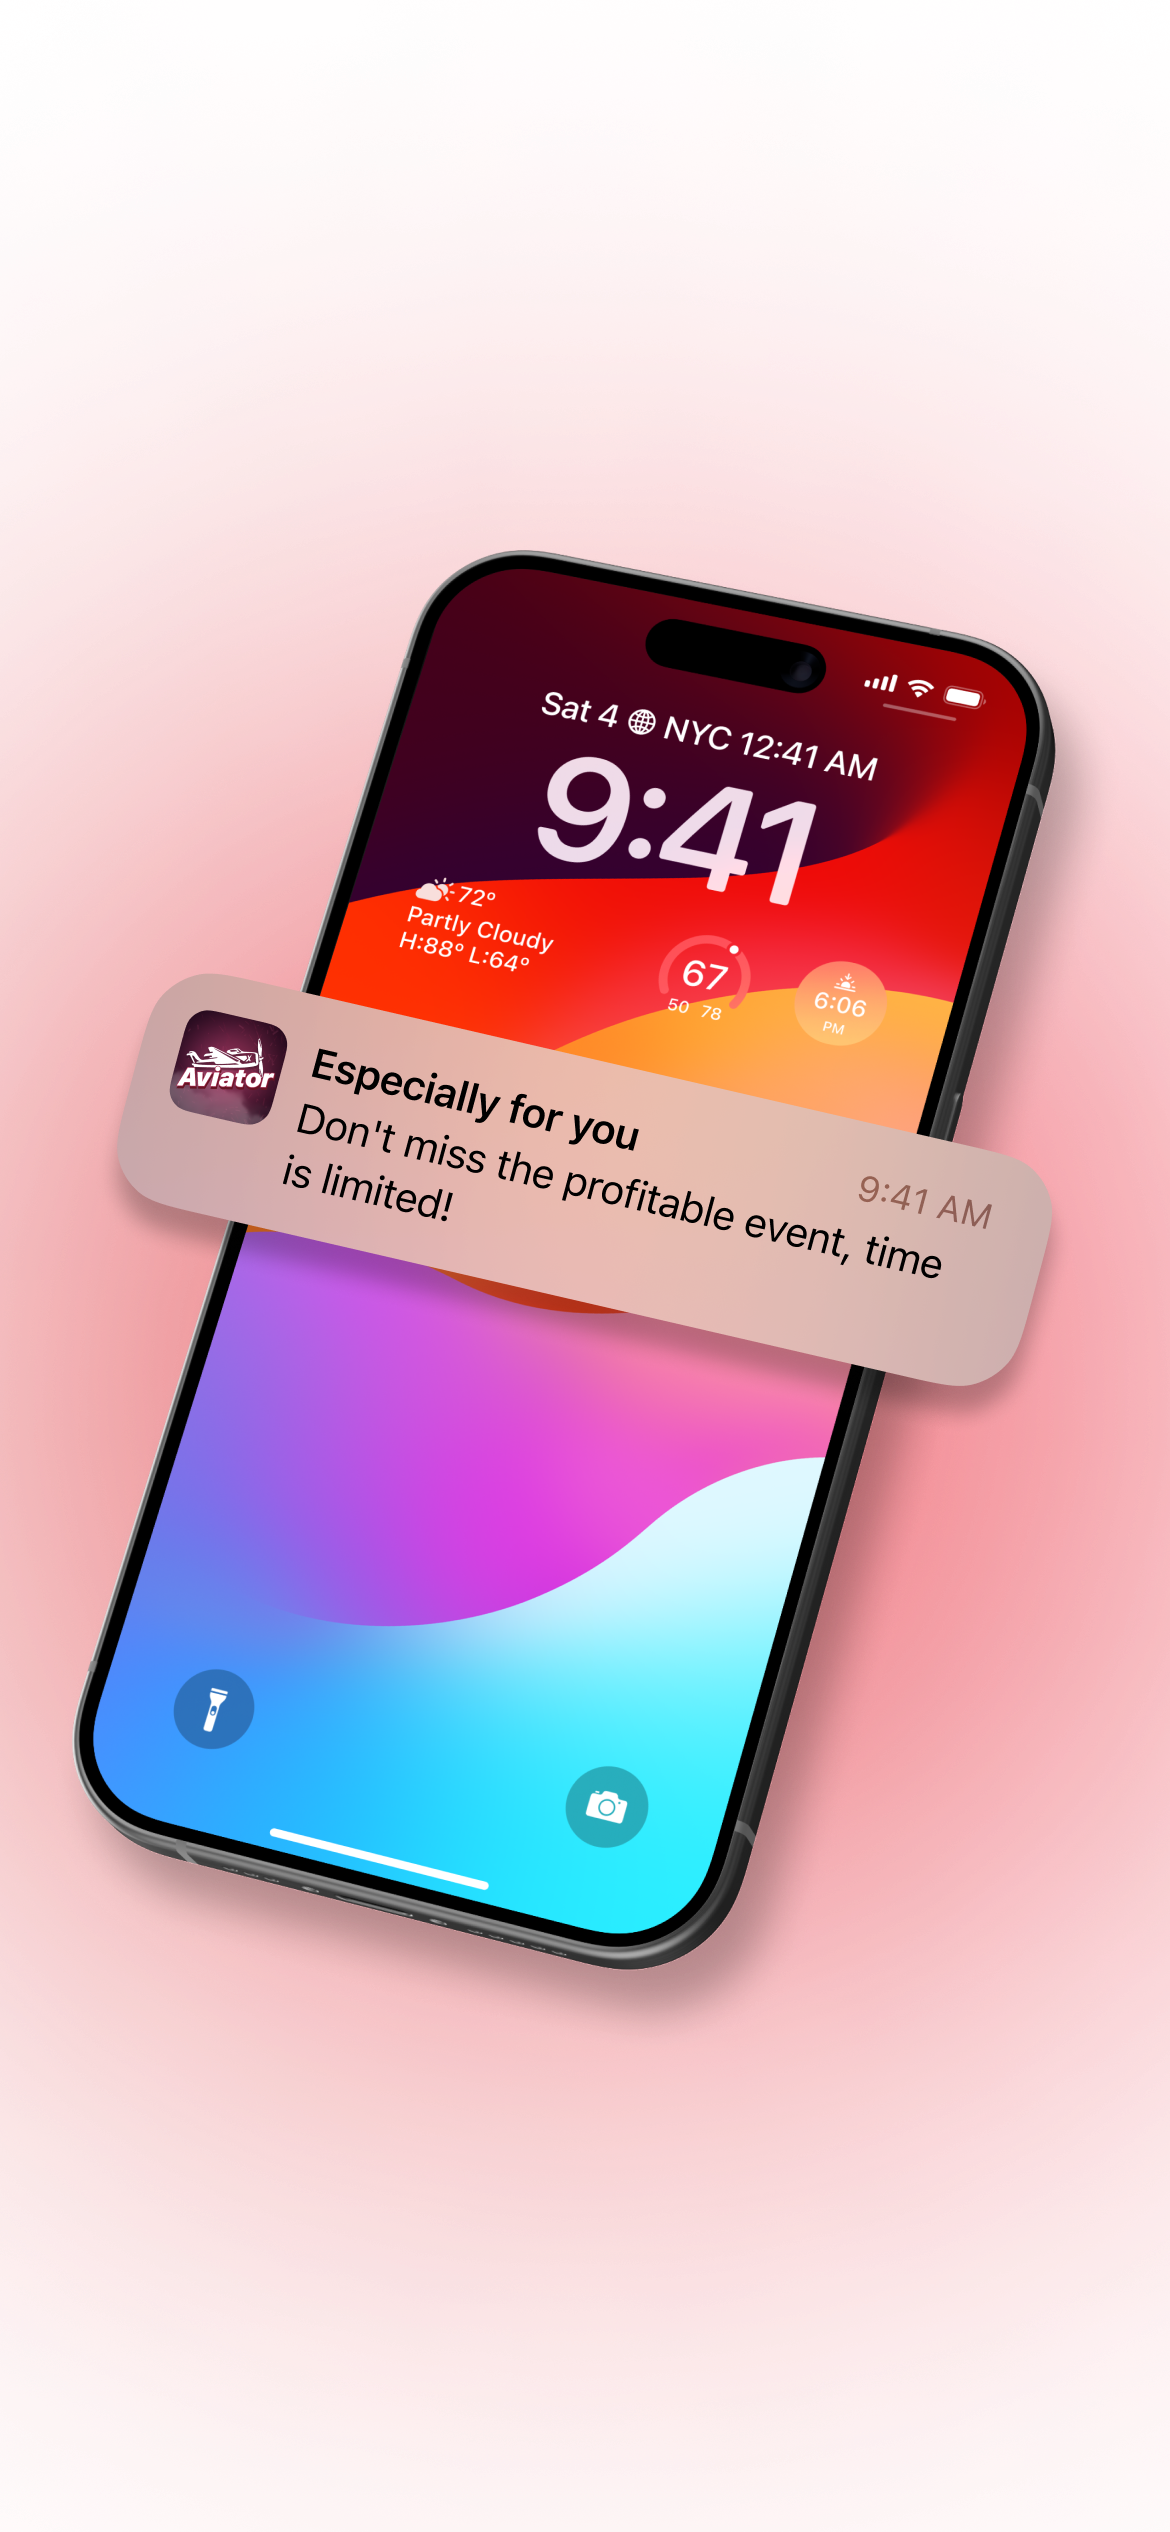 Sat 4 NYC 12:41 AM
9:41
72°
Partly Cloudy
H:88° L:64°
67
50 78
6:06
PM
Aviator
Especially for you
9:41 AM
Don't miss the profitable event, time
is limited!